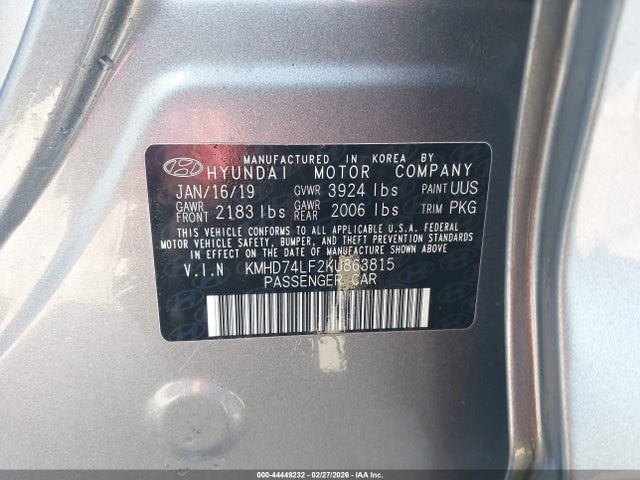 MANUFACTURED IN KOREA BY
HYUNDAI MOTOR COMPANY
JAN/16/19 GVWR 3924 lbs PAINT UUS
GAWR FRONT 2183 lbs GAWR REAR 2006 lbs TRIM PKG
THIS VEHICLE CONFORMS TO ALL APPLICABLE U.S.A. FEDERAL
MOTOR VEHICLE SAFETY, BUMPER, AND THEFT PREVENTION STANDARDS
IN EFFECT ON THE DATE OF MANUFACTURE SHOWN ABOVE.
V.I.N KMHD74LF2KU863815
PASSENGER CAR
000-44449232 - 02/27/2026 - IAAI.COM